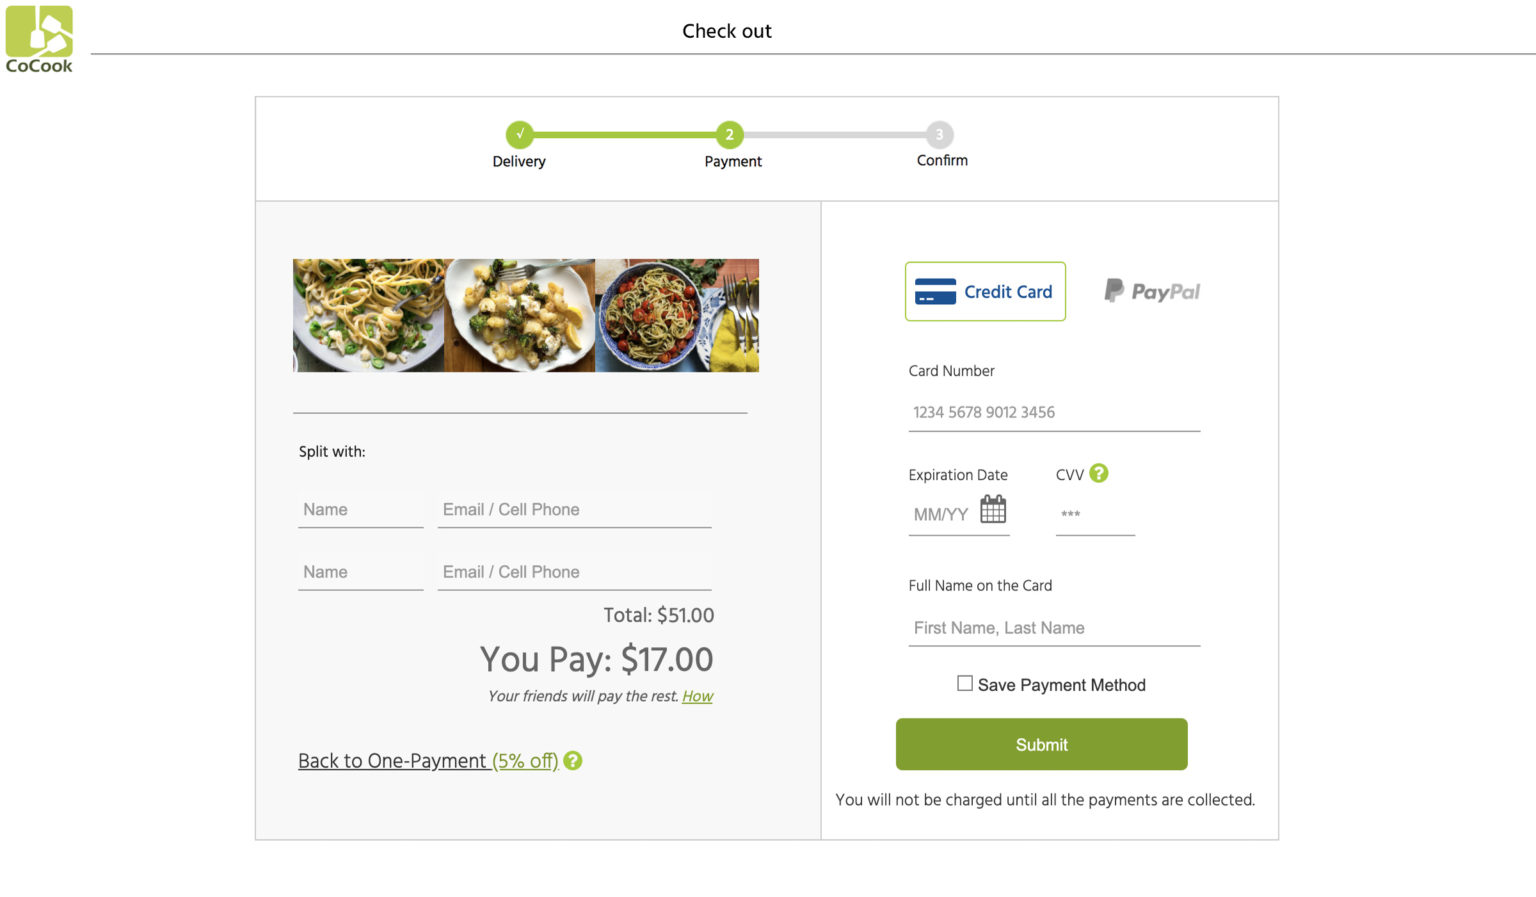 CoCook
Check out
√ 2 3
Delivery Payment Confirm
Split with:
Name Email / Cell Phone
Name Email / Cell Phone
Total: $51.00
You Pay: $17.00
Your friends will pay the rest. How
Back to One-Payment (5% off) ?
Credit Card PayPal
Card Number
1234 5678 9012 3456
Expiration Date CVV ?
MM/YY ***
Full Name on the Card
First Name, Last Name
Save Payment Method
Submit
You will not be charged until all the payments are collected.